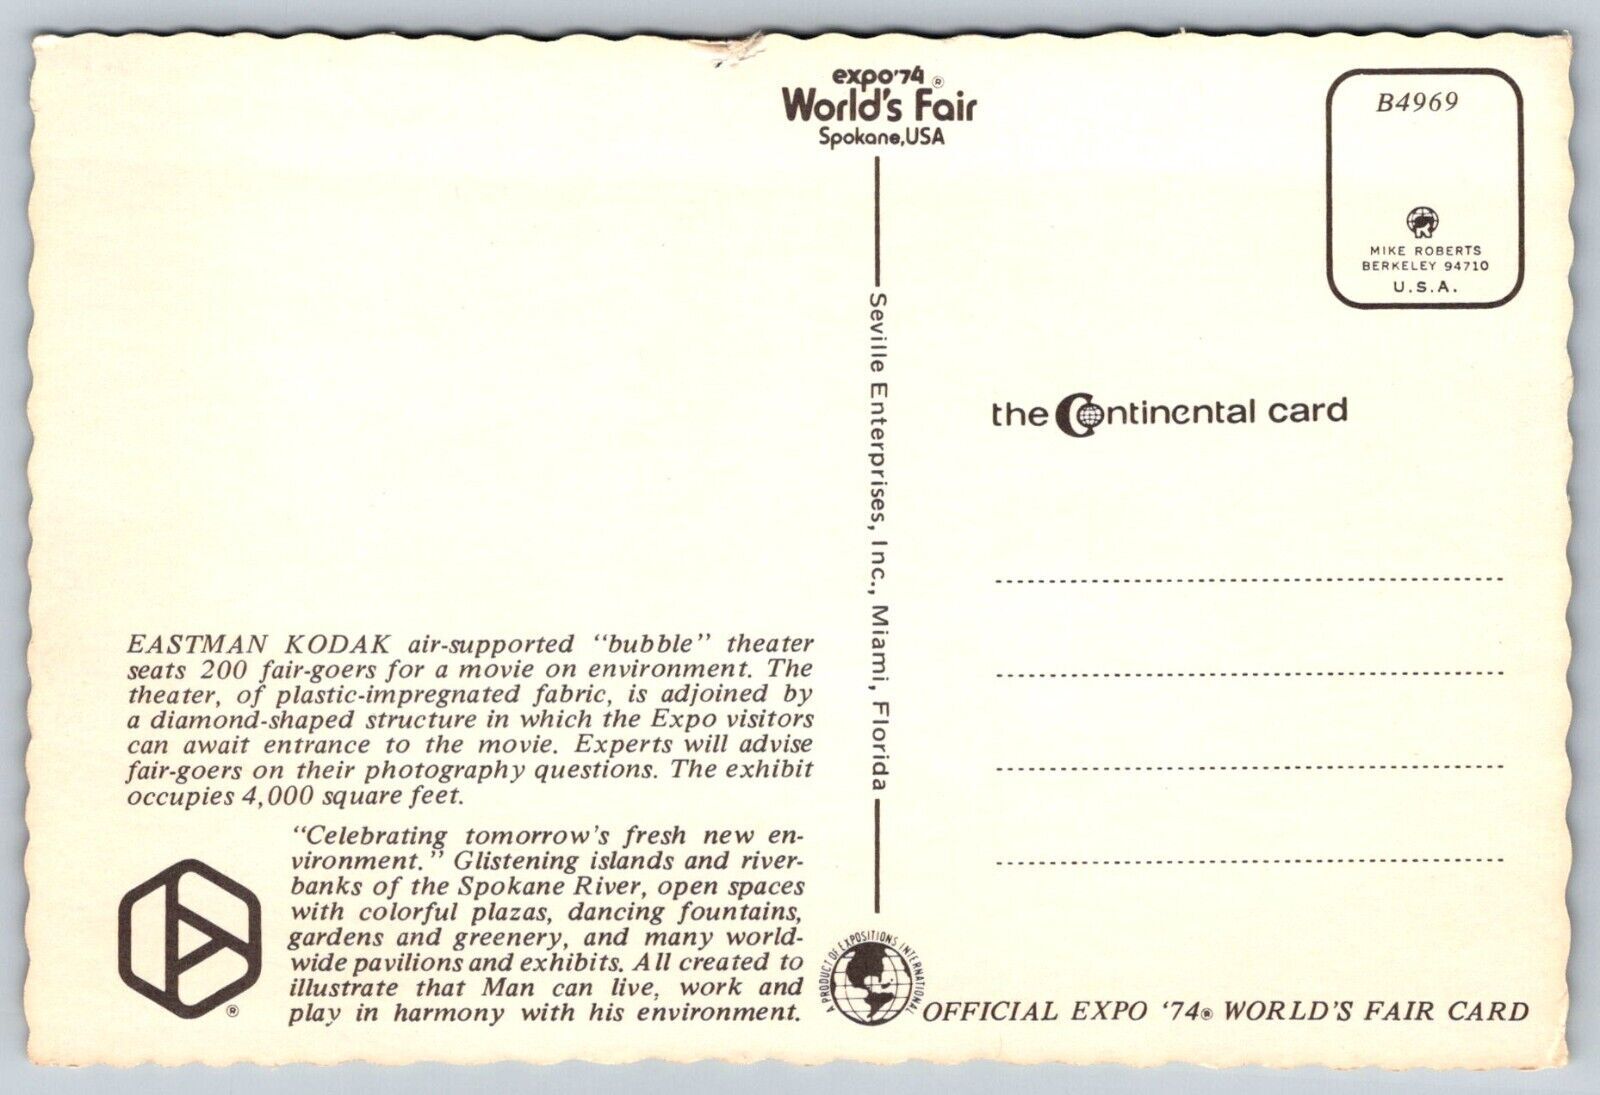 expo'74®
World's Fair
Spokane,USA
B4969
MIKE ROBERTS
BERKELEY 94710
U.S.A.
Seville Enterprises, Inc., Miami, Florida
the Continental card
EASTMAN KODAK air-supported "bubble" theater
seats 200 fair-goers for a movie on environment. The
theater, of plastic-impregnated fabric, is adjoined by
a diamond-shaped structure in which the Expo visitors
can await entrance to the movie. Experts will advise
fair-goers on their photography questions. The exhibit
occupies 4,000 square feet.
"Celebrating tomorrow's fresh new en-
vironment." Glistening islands and river-
banks of the Spokane River, open spaces
with colorful plazas, dancing fountains,
gardens and greenery, and many world-
wide pavilions and exhibits. All created to
illustrate that Man can live, work and
play in harmony with his environment.
®
A PRODUCT OF EXPOSITIONS INTERNATIONAL
OFFICIAL EXPO '74® WORLD'S FAIR CARD